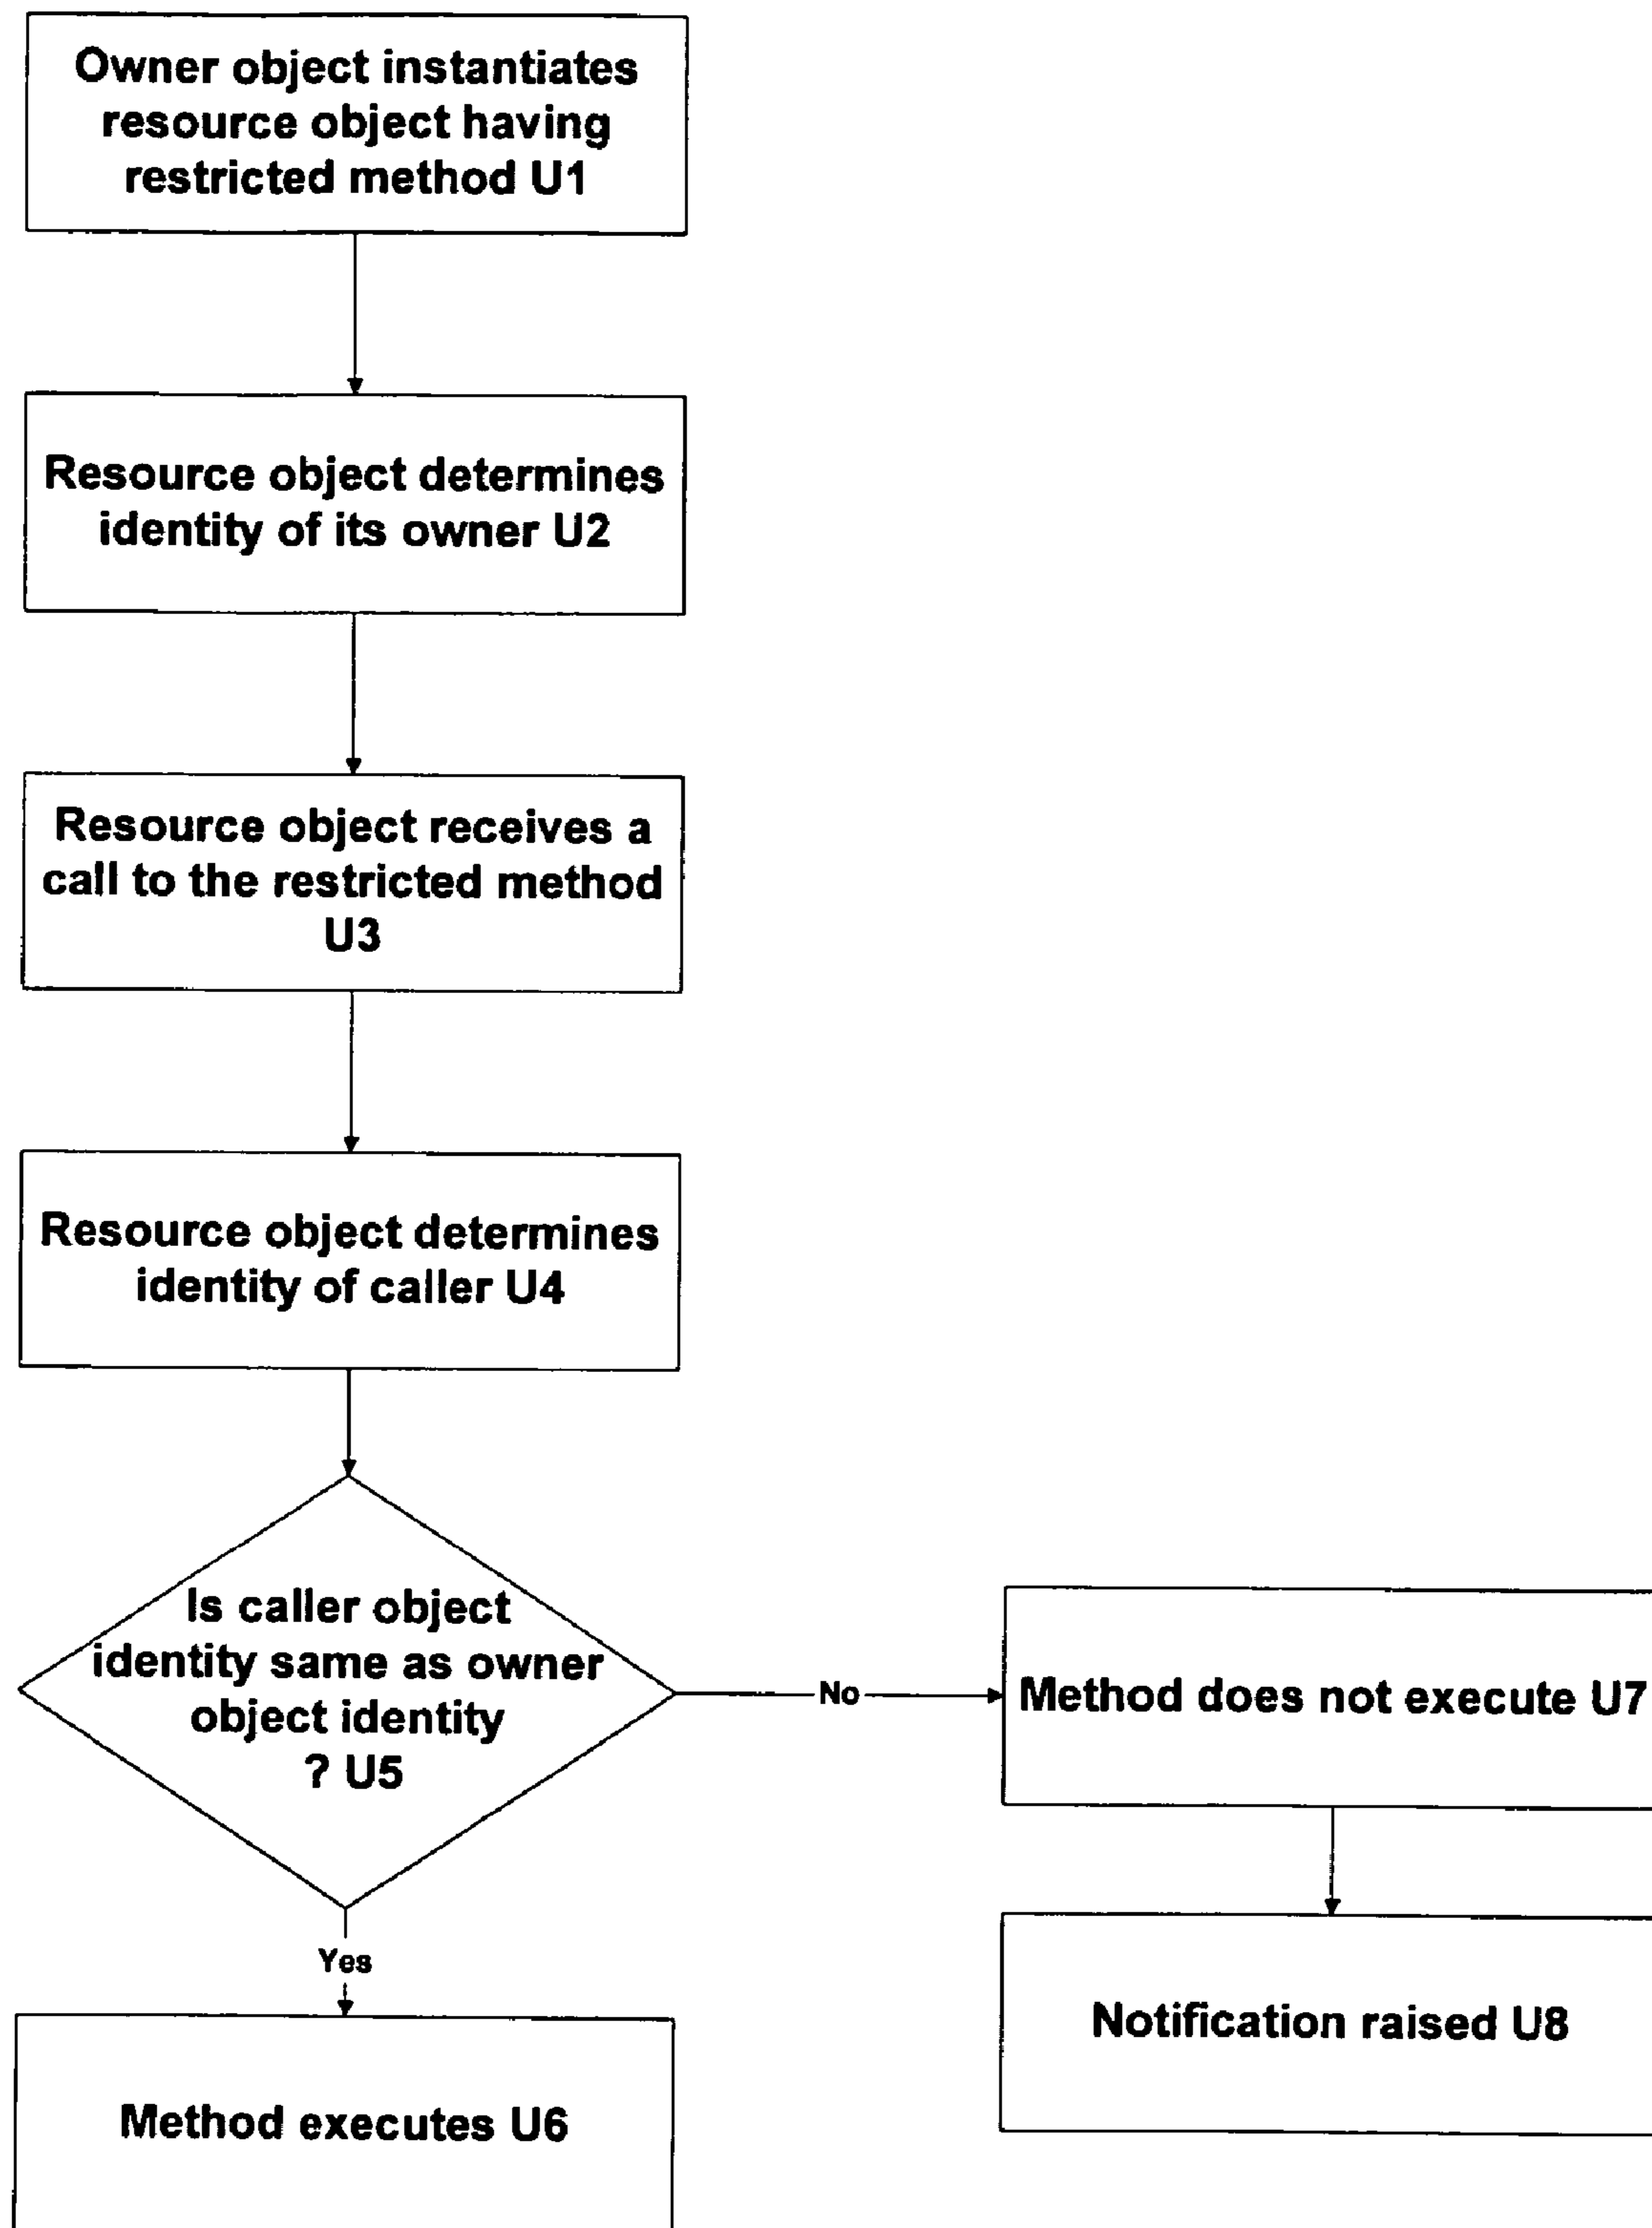 Owner object instantiates
resource object having
restricted method U1
Resource object determines
identity of its owner U2
Resource object receives a
call to the restricted method
U3
Resource object determines
identity of caller U4
Is caller object
identity same as owner
object identity
? U5
No
Method does not execute U7
Yes
Notification raised U8
Method executes U6